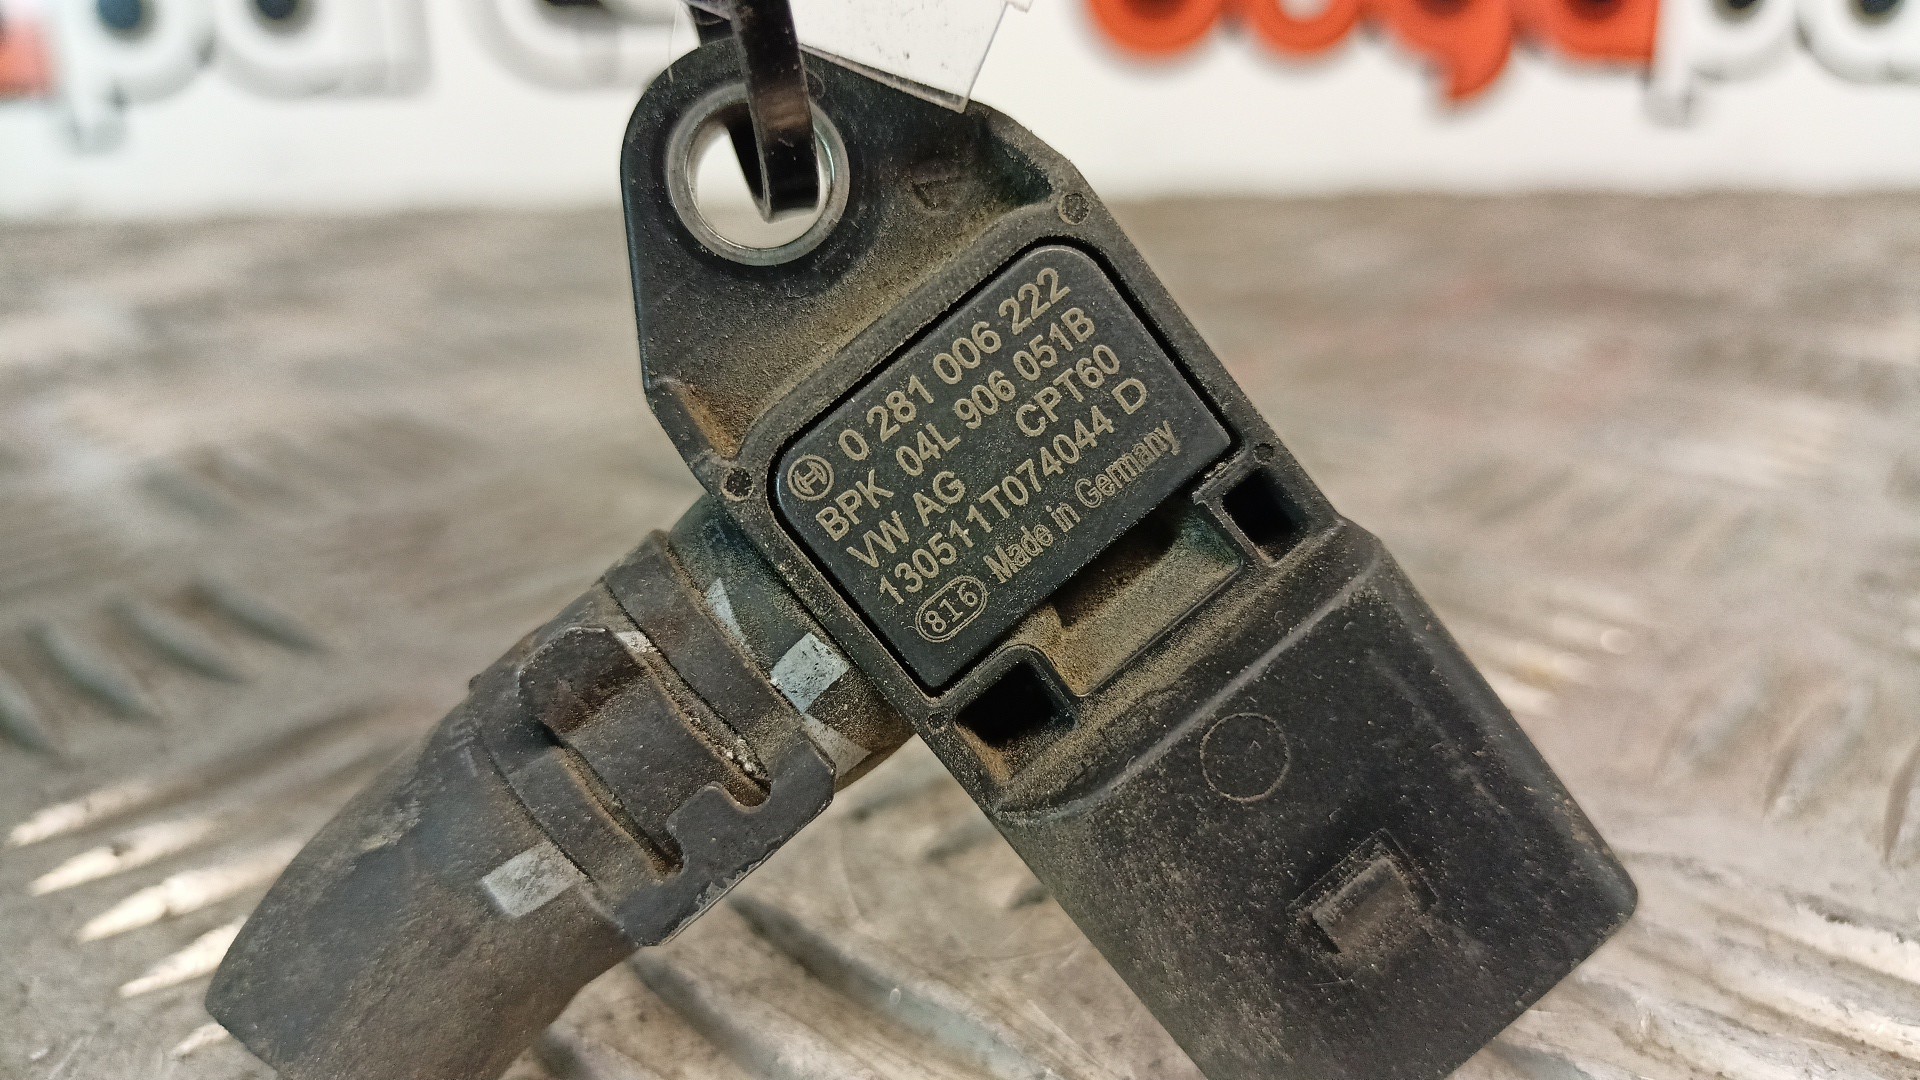 0 281 006 222
BPK 04L 906 051B
VW AG CPT60
130511T074044 D
816 Made in Germany